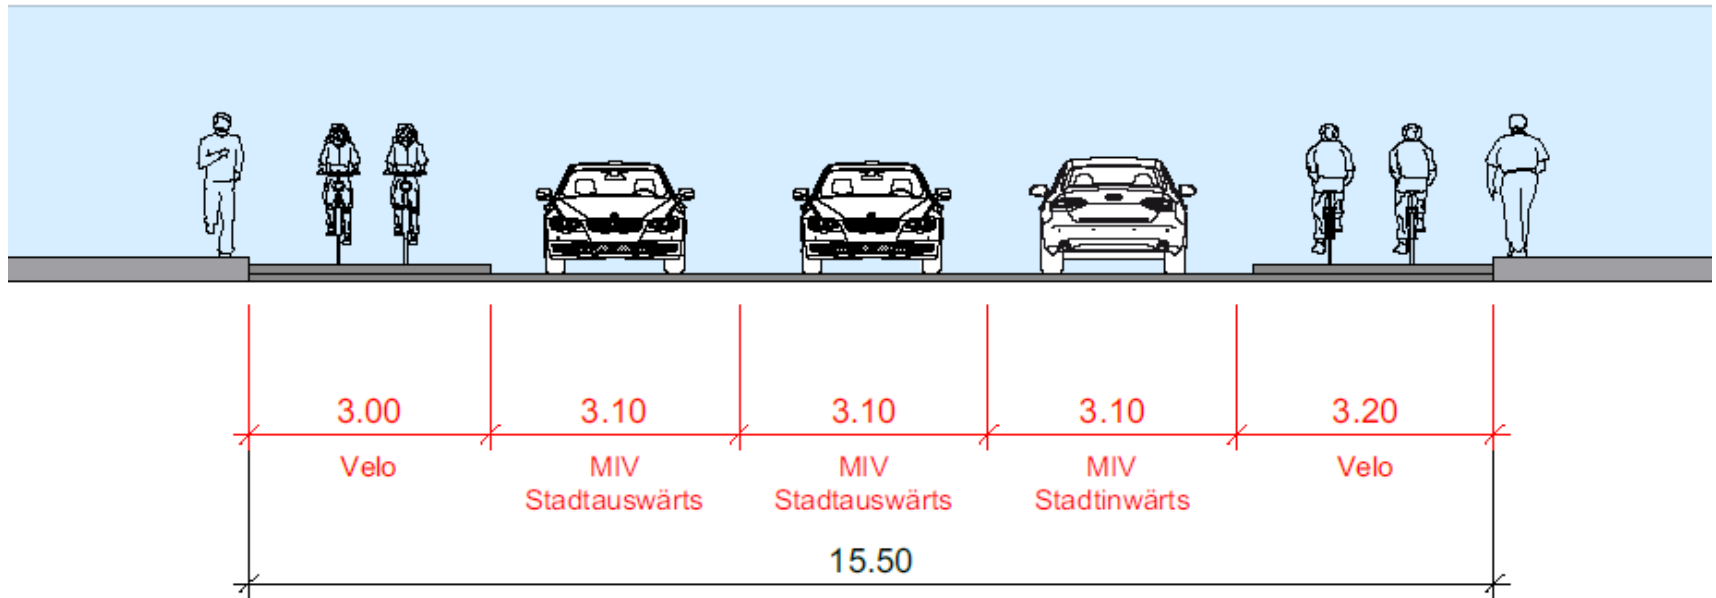 3.00 3.10 3.10 3.10 3.20
Velo MIV MIV MIV Velo
Stadtauswärts Stadtauswärts Stadtinwärts
15.50